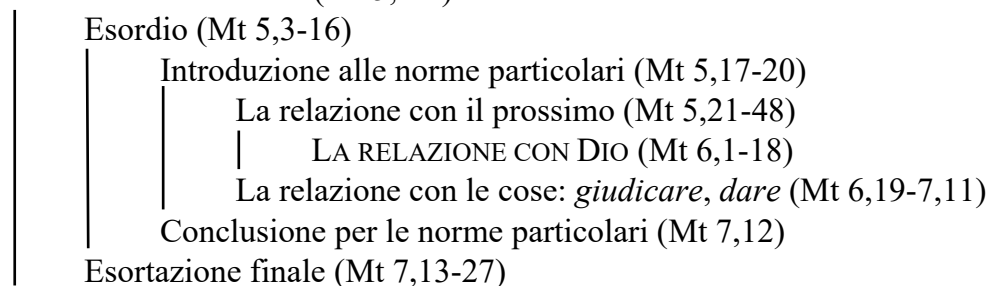 Esordio (Mt 5,3-16)
Introduzione alle norme particolari (Mt 5,17-20)
La relazione con il prossimo (Mt 5,21-48)
LA RELAZIONE CON DIO (Mt 6,1-18)
La relazione con le cose: giudicare, dare (Mt 6,19-7,11)
Conclusione per le norme particolari (Mt 7,12)
Esortazione finale (Mt 7,13-27)